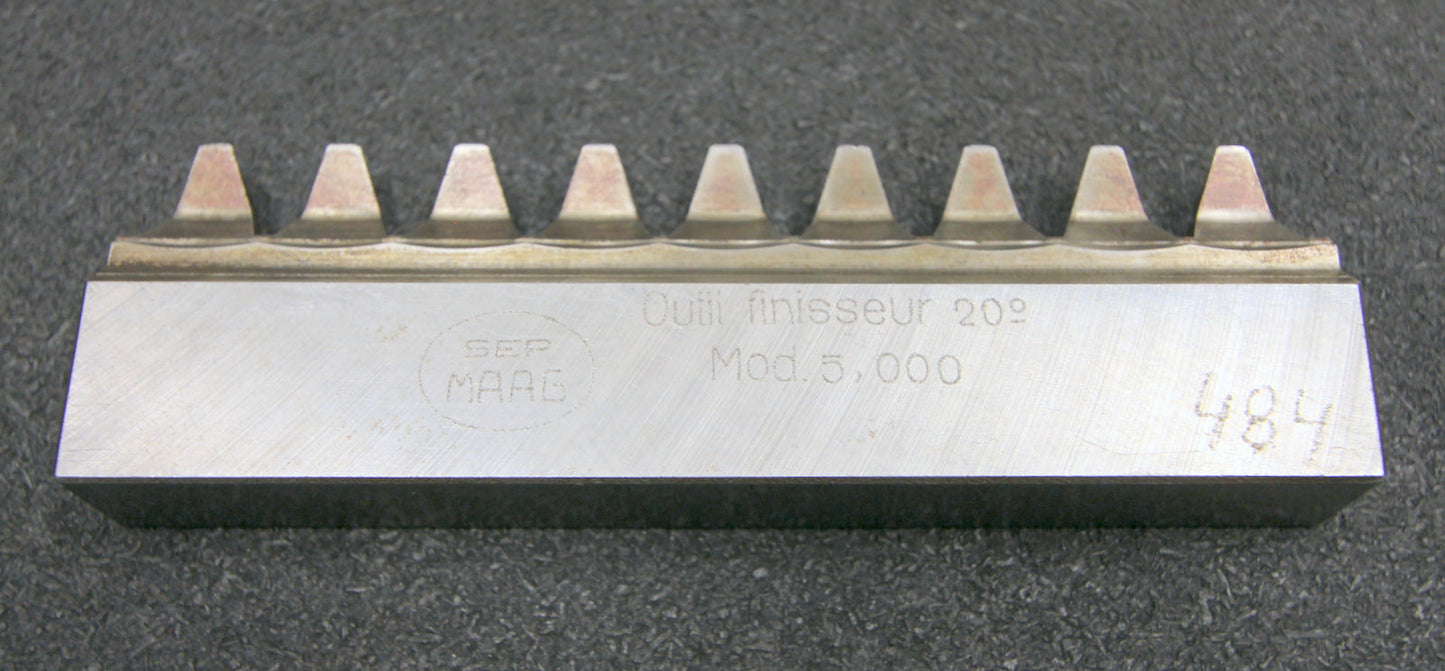 SEP
MAAG
Outil finisseur 20º
Mod. 5,000
484